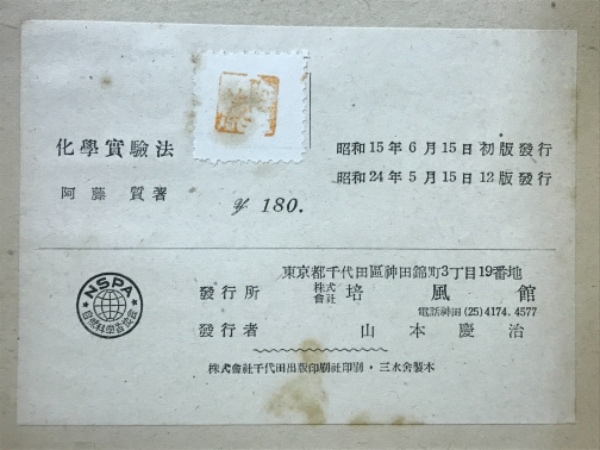 化學實驗法
阿藤 質著
¥ 180.
昭和15年6月15日初版發行
昭和24年5月15日12版發行
東京都千代田區神田錦町3丁目19番地
發行所 株式會社 培風館
電話神田(25)4174.4577
發行者 山本慶治
株式會社千代田出版印刷社印刷・三水舍製本
NSPA